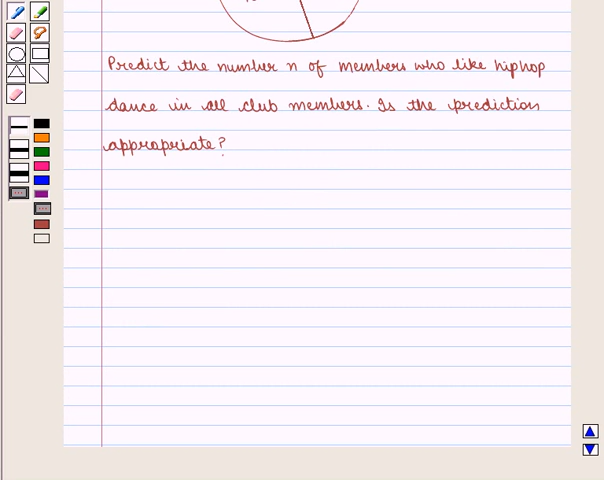 Predict the number n of members who like hiphop
dance in all club members. Is the prediction
appropriate?